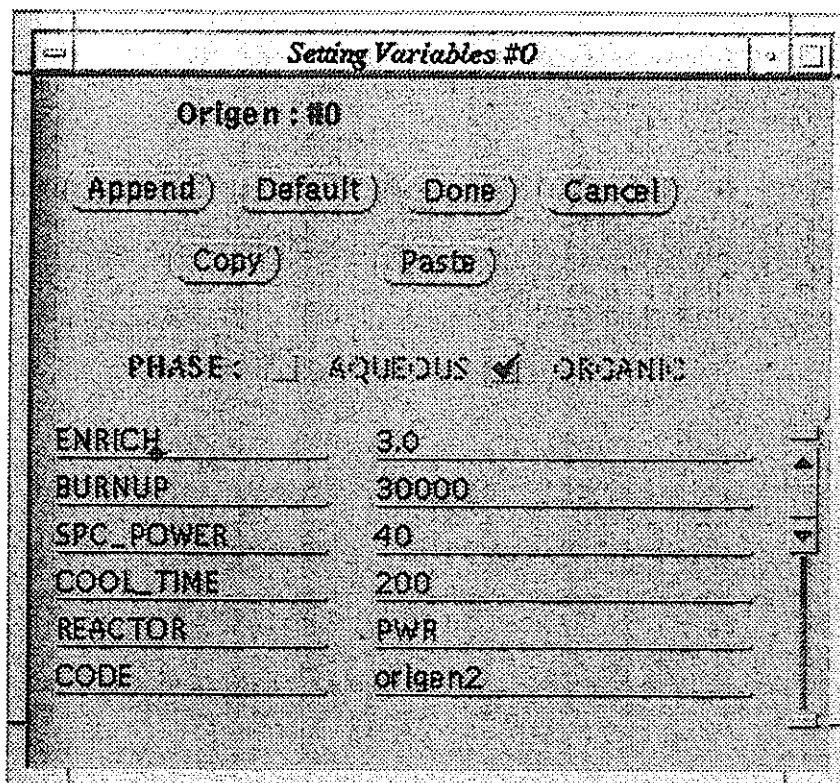 Setting Variables #0
Origen : #0
Append Default Done Cancel
Copy Paste
PHASE : AQUEOUS ORGANIC
ENRICH 3.0
BURNUP 30000
SPC_POWER 40
COOL_TIME 200
REACTOR PWR
CODE origen2